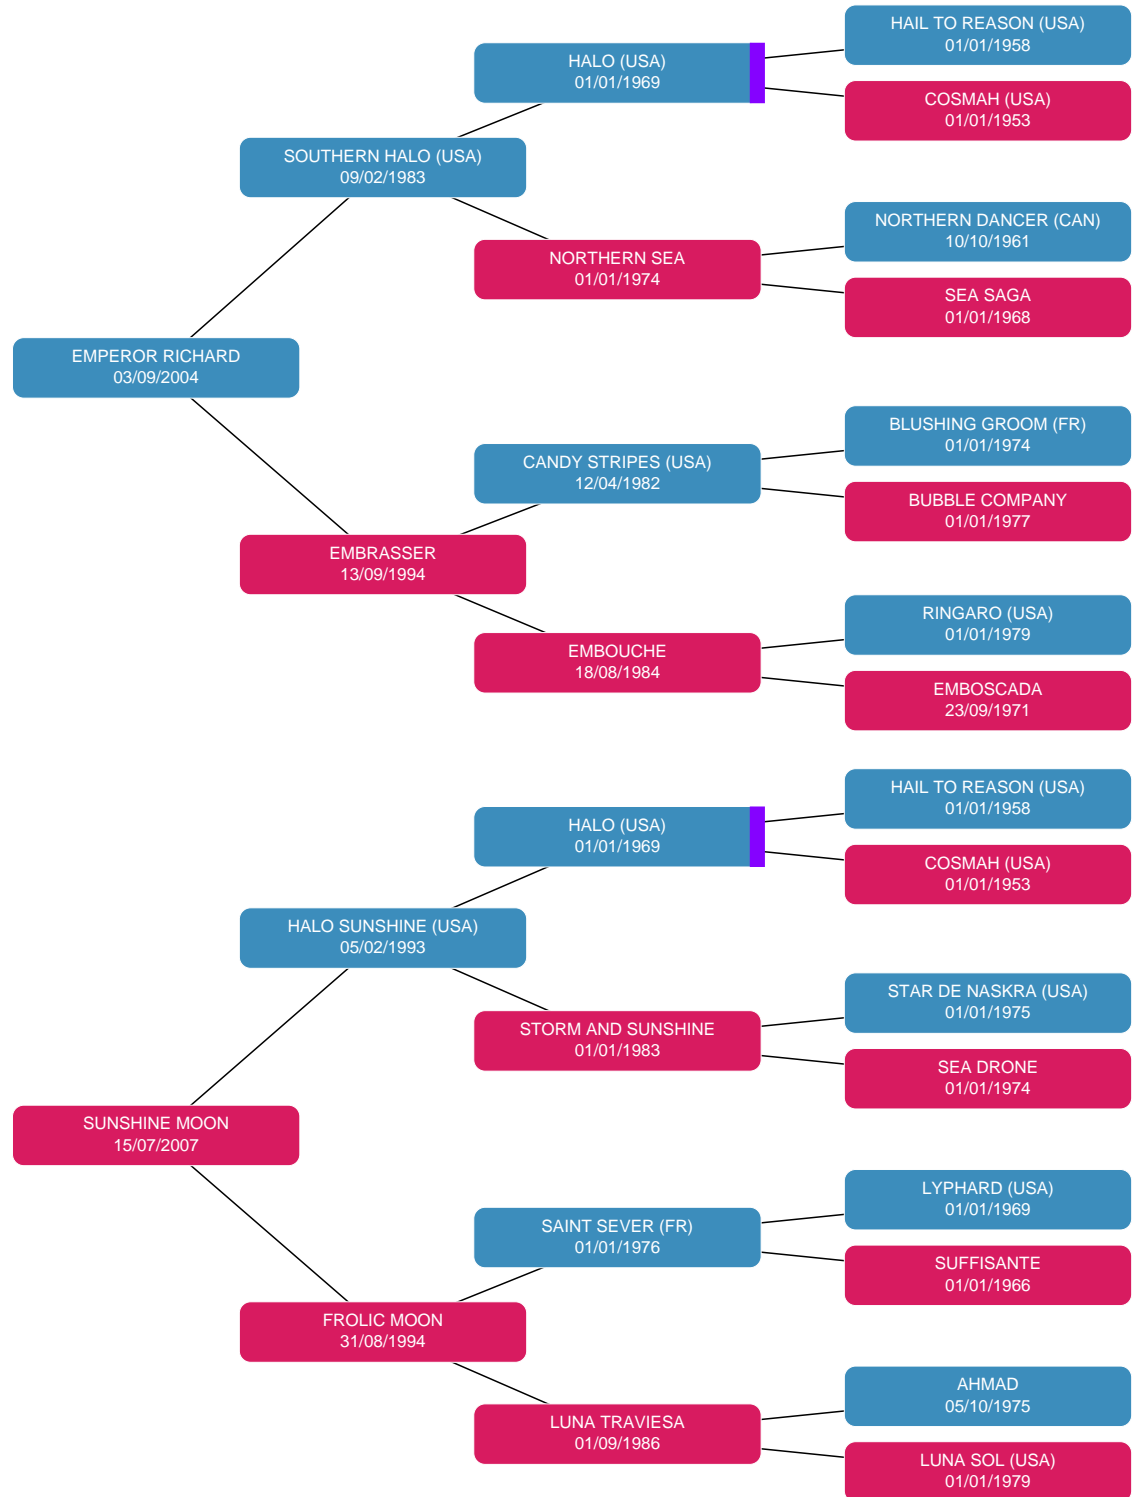 HAIL TO REASON (USA)
01/01/1958
HALO (USA)
01/01/1969
COSMAH (USA)
01/01/1953
SOUTHERN HALO (USA)
09/02/1983
NORTHERN DANCER (CAN)
10/10/1961
NORTHERN SEA
01/01/1974
SEA SAGA
01/01/1968
EMPEROR RICHARD
03/09/2004
BLUSHING GROOM (FR)
01/01/1974
CANDY STRIPES (USA)
12/04/1982
BUBBLE COMPANY
01/01/1977
EMBRASSER
13/09/1994
RINGARO (USA)
01/01/1979
EMBOUCHE
18/08/1984
EMBOSCADA
23/09/1971
HAIL TO REASON (USA)
01/01/1958
HALO (USA)
01/01/1969
COSMAH (USA)
01/01/1953
HALO SUNSHINE (USA)
05/02/1993
STAR DE NASKRA (USA)
01/01/1975
STORM AND SUNSHINE
01/01/1983
SEA DRONE
01/01/1974
SUNSHINE MOON
15/07/2007
LYPHARD (USA)
01/01/1969
SAINT SEVER (FR)
01/01/1976
SUFFISANTE
01/01/1966
FROLIC MOON
31/08/1994
AHMAD
05/10/1975
LUNA TRAVIESA
01/09/1986
LUNA SOL (USA)
01/01/1979